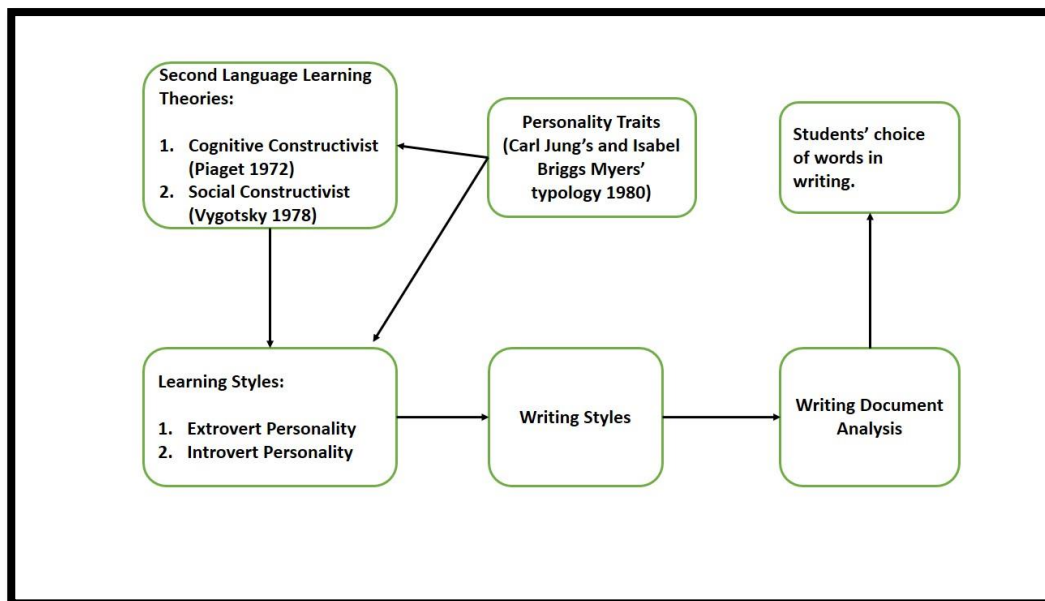 Second Language Learning
Theories:
1. Cognitive Constructivist
(Piaget 1972)
2. Social Constructivist
(Vygotsky 1978)
Personality Traits
(Carl Jung's and Isabel
Briggs Myers'
typology 1980)
Students' choice
of words in
writing.
Learning Styles:
1. Extrovert Personality
2. Introvert Personality
Writing Styles
Writing Document
Analysis